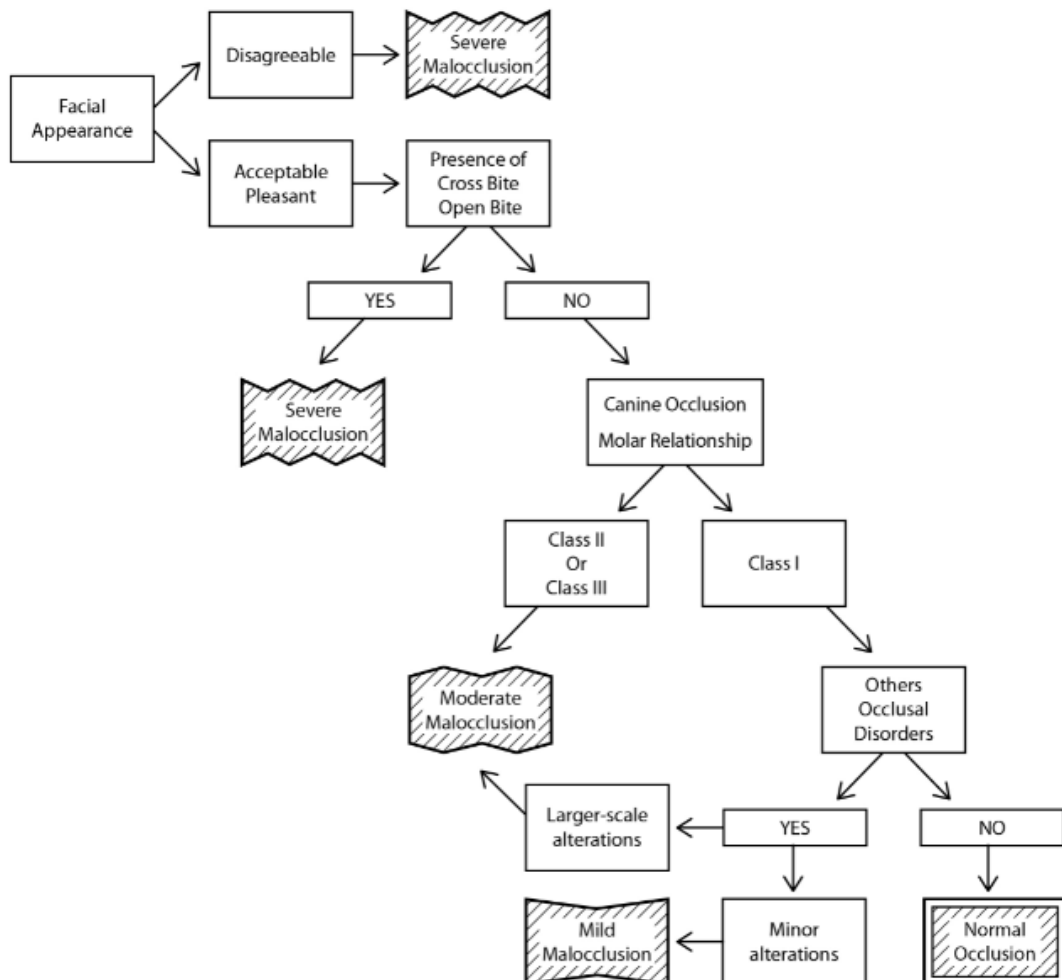 Disagreeable
Severe
Malocclusion
Facial
Appearance
Acceptable
Pleasant
Presence of
Cross Bite
Open Bite
YES
NO
Severe
Malocclusion
Canine Occlusion
Molar Relationship
Class II
Or
Class III
Class I
Moderate
Malocclusion
Others
Occlusal
Disorders
Larger-scale
alterations
YES
NO
Mild
Malocclusion
Minor
alterations
Normal
Occlusion